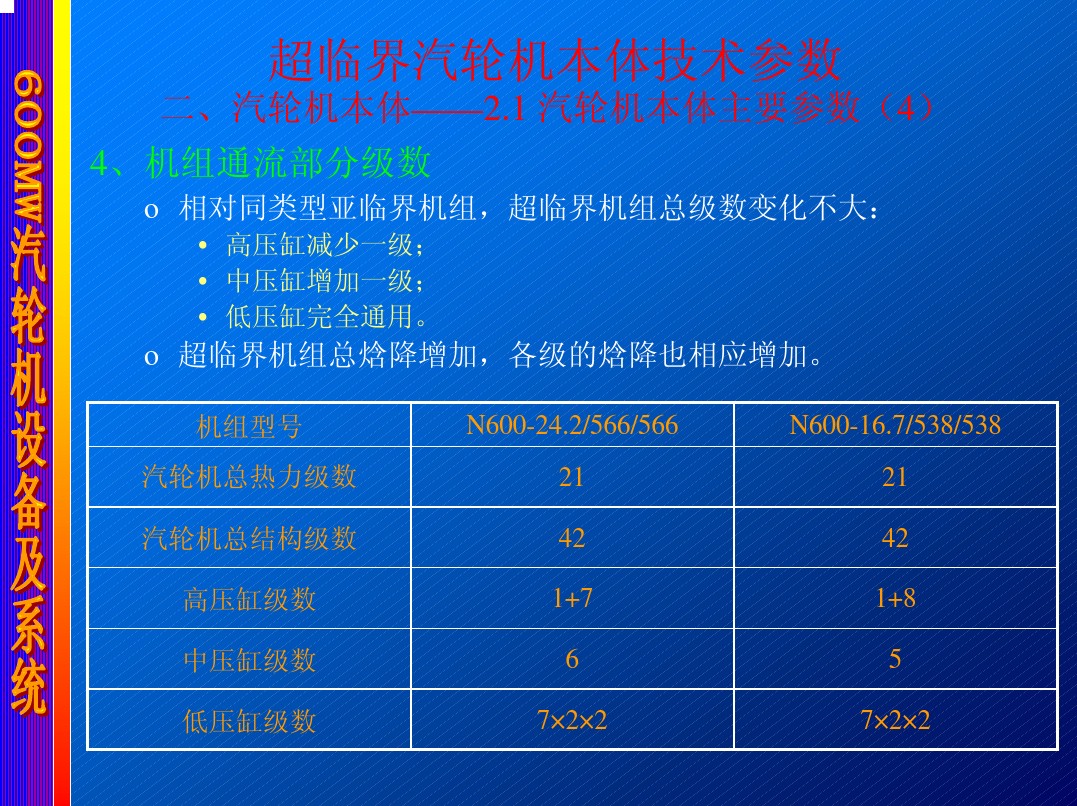 600MW汽轮机设备及系统
超临界汽轮机本体技术参数
二、汽轮机本体——2.1 汽轮机本体主要参数（4）
4、机组通流部分级数
o 相对同类型亚临界机组，超临界机组总级数变化不大：
• 高压缸减少一级；
• 中压缸增加一级；
• 低压缸完全通用。
o 超临界机组总焓降增加，各级的焓降也相应增加。
机组型号 N600-24.2/566/566 N600-16.7/538/538
汽轮机总热力级数 21 21
汽轮机总结构级数 42 42
高压缸级数 1+7 1+8
中压缸级数 6 5
低压缸级数 7×2×2 7×2×2